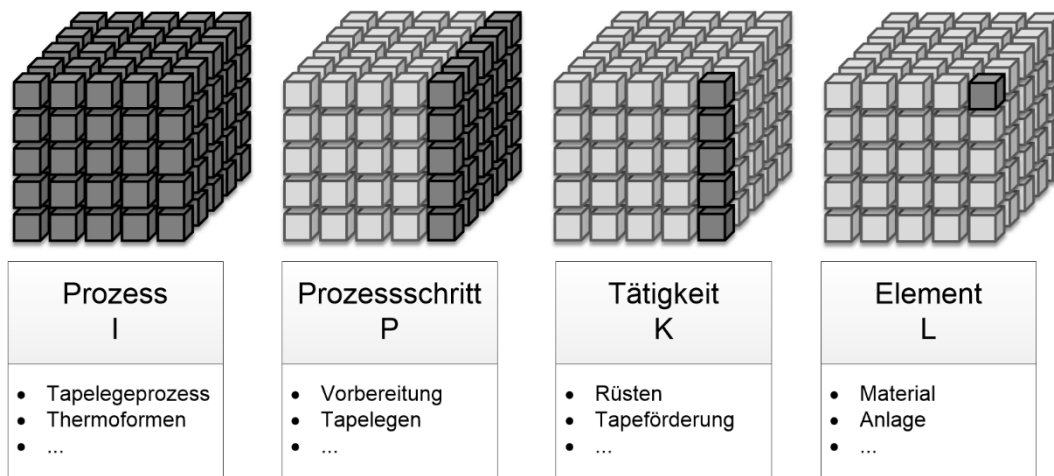 Prozess
I
• Tapelegeprozess
• Thermoformen
• ...
Prozessschritt
P
• Vorbereitung
• Tapelegen
• ...
Tätigkeit
K
• Rüsten
• Tapeförderung
• ...
Element
L
• Material
• Anlage
• ...